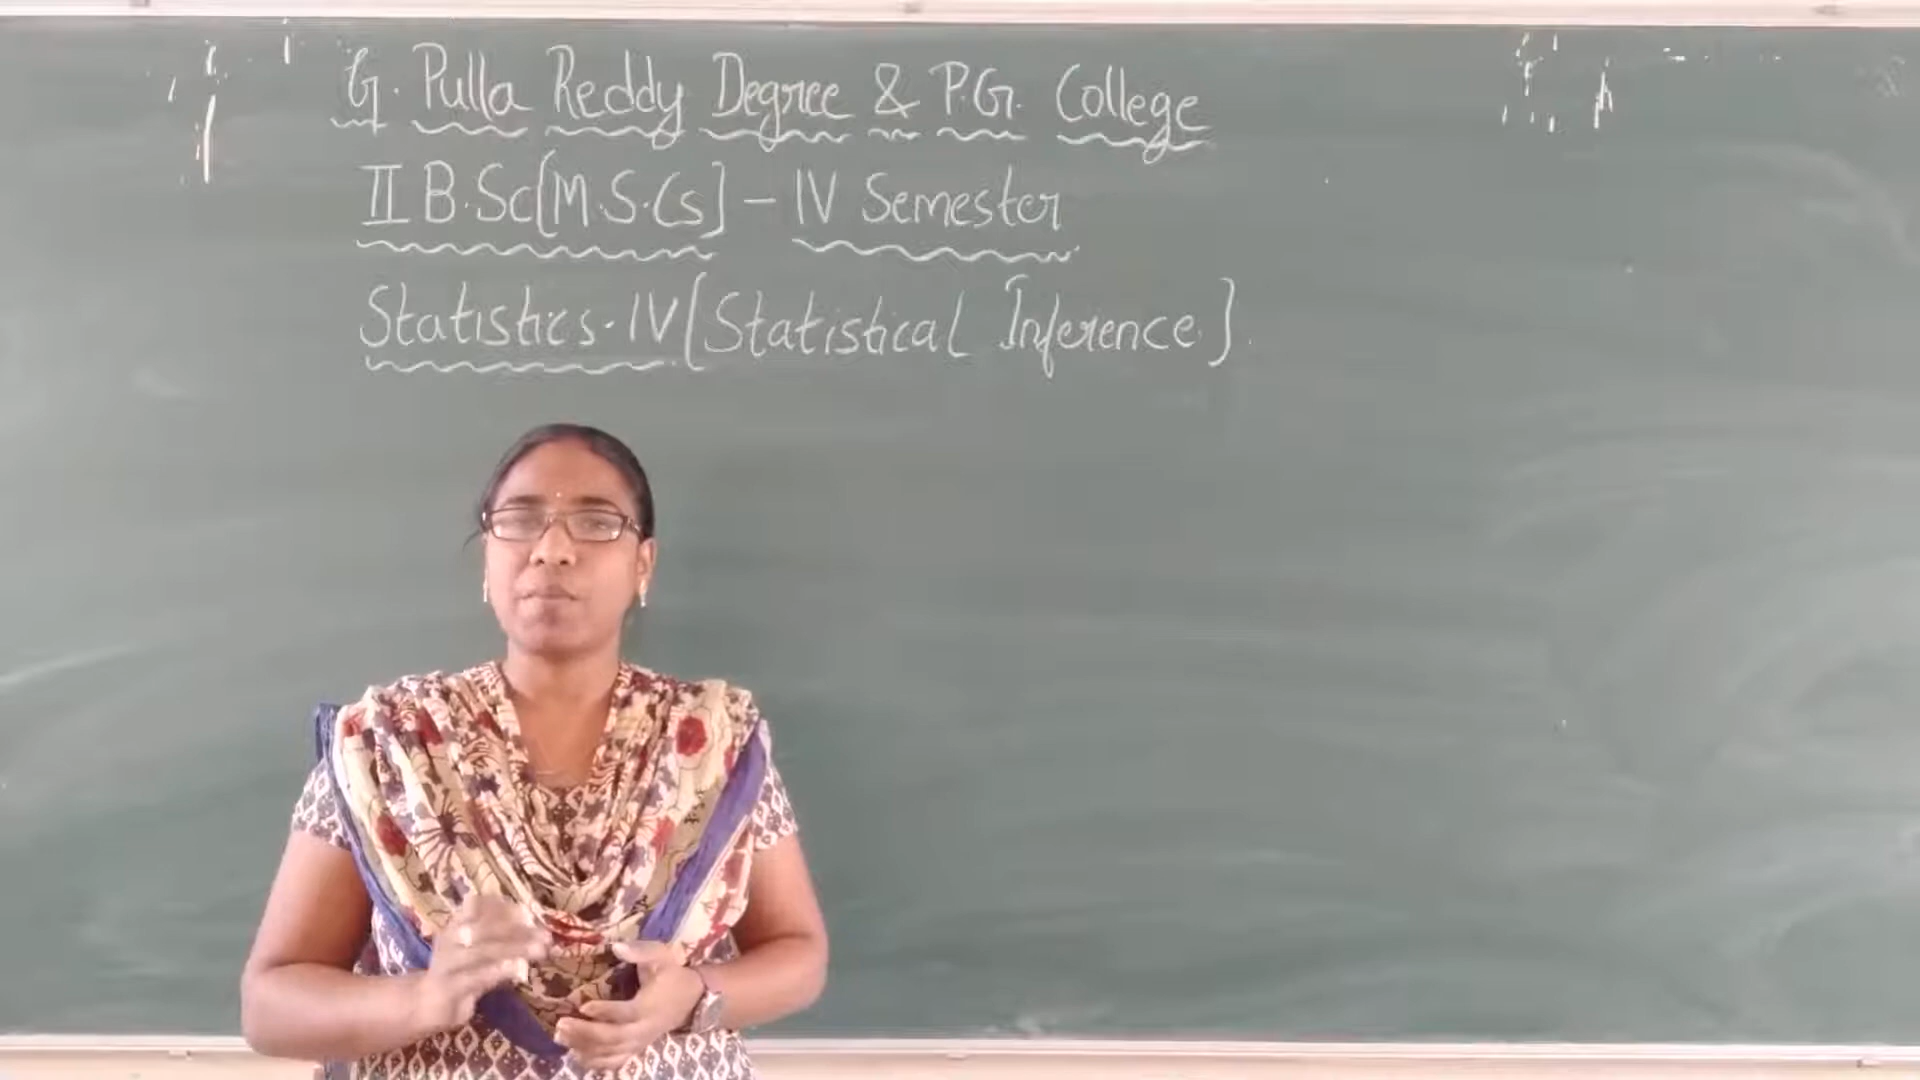 G. Pulla Reddy Degree & P.G. College
II B.Sc[M.S.Cs] - IV Semester
Statistics-IV[Statistical Inference]